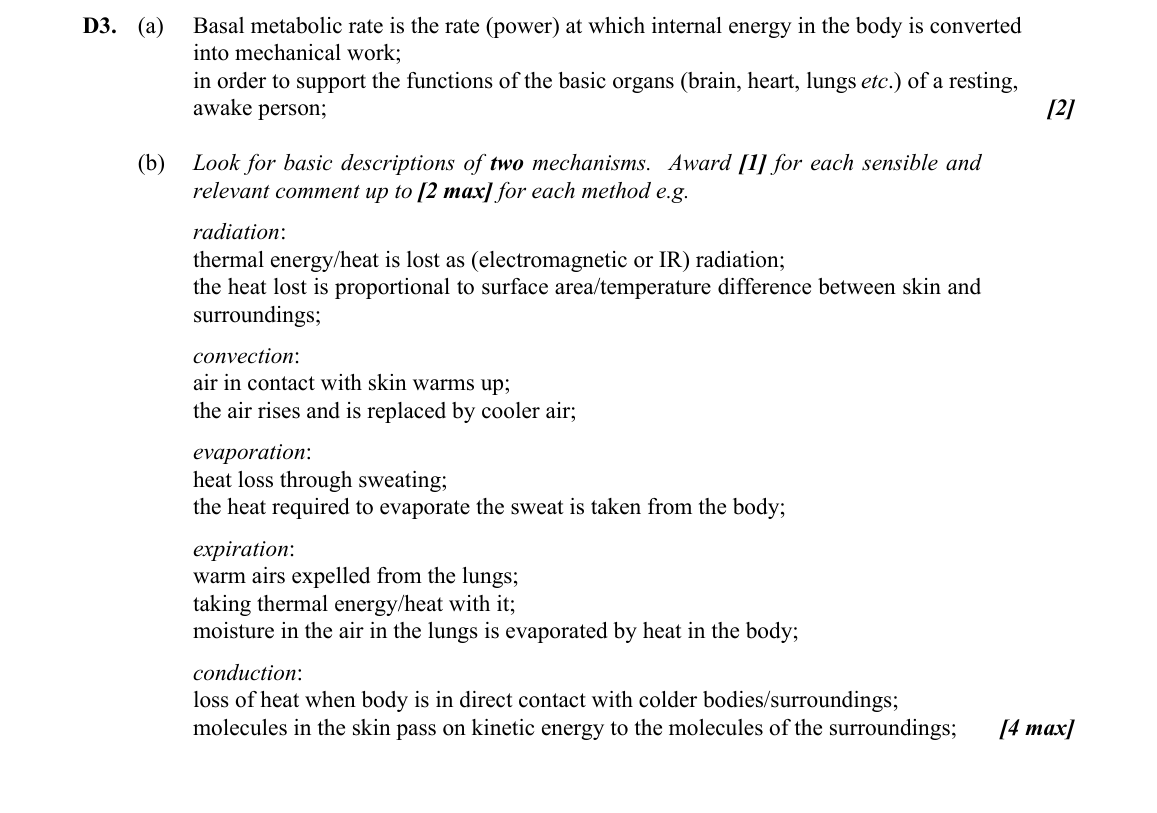 D3. (a) Basal metabolic rate is the rate (power) at which internal energy in the body is converted
into mechanical work;
in order to support the functions of the basic organs (brain, heart, lungs etc.) of a resting,
awake person; [2]
(b) Look for basic descriptions of two mechanisms. Award [1] for each sensible and
relevant comment up to [2 max] for each method e.g.
radiation:
thermal energy/heat is lost as (electromagnetic or IR) radiation;
the heat lost is proportional to surface area/temperature difference between skin and
surroundings;
convection:
air in contact with skin warms up;
the air rises and is replaced by cooler air;
evaporation:
heat loss through sweating;
the heat required to evaporate the sweat is taken from the body;
expiration:
warm airs expelled from the lungs;
taking thermal energy/heat with it;
moisture in the air in the lungs is evaporated by heat in the body;
conduction:
loss of heat when body is in direct contact with colder bodies/surroundings;
molecules in the skin pass on kinetic energy to the molecules of the surroundings; [4 max]